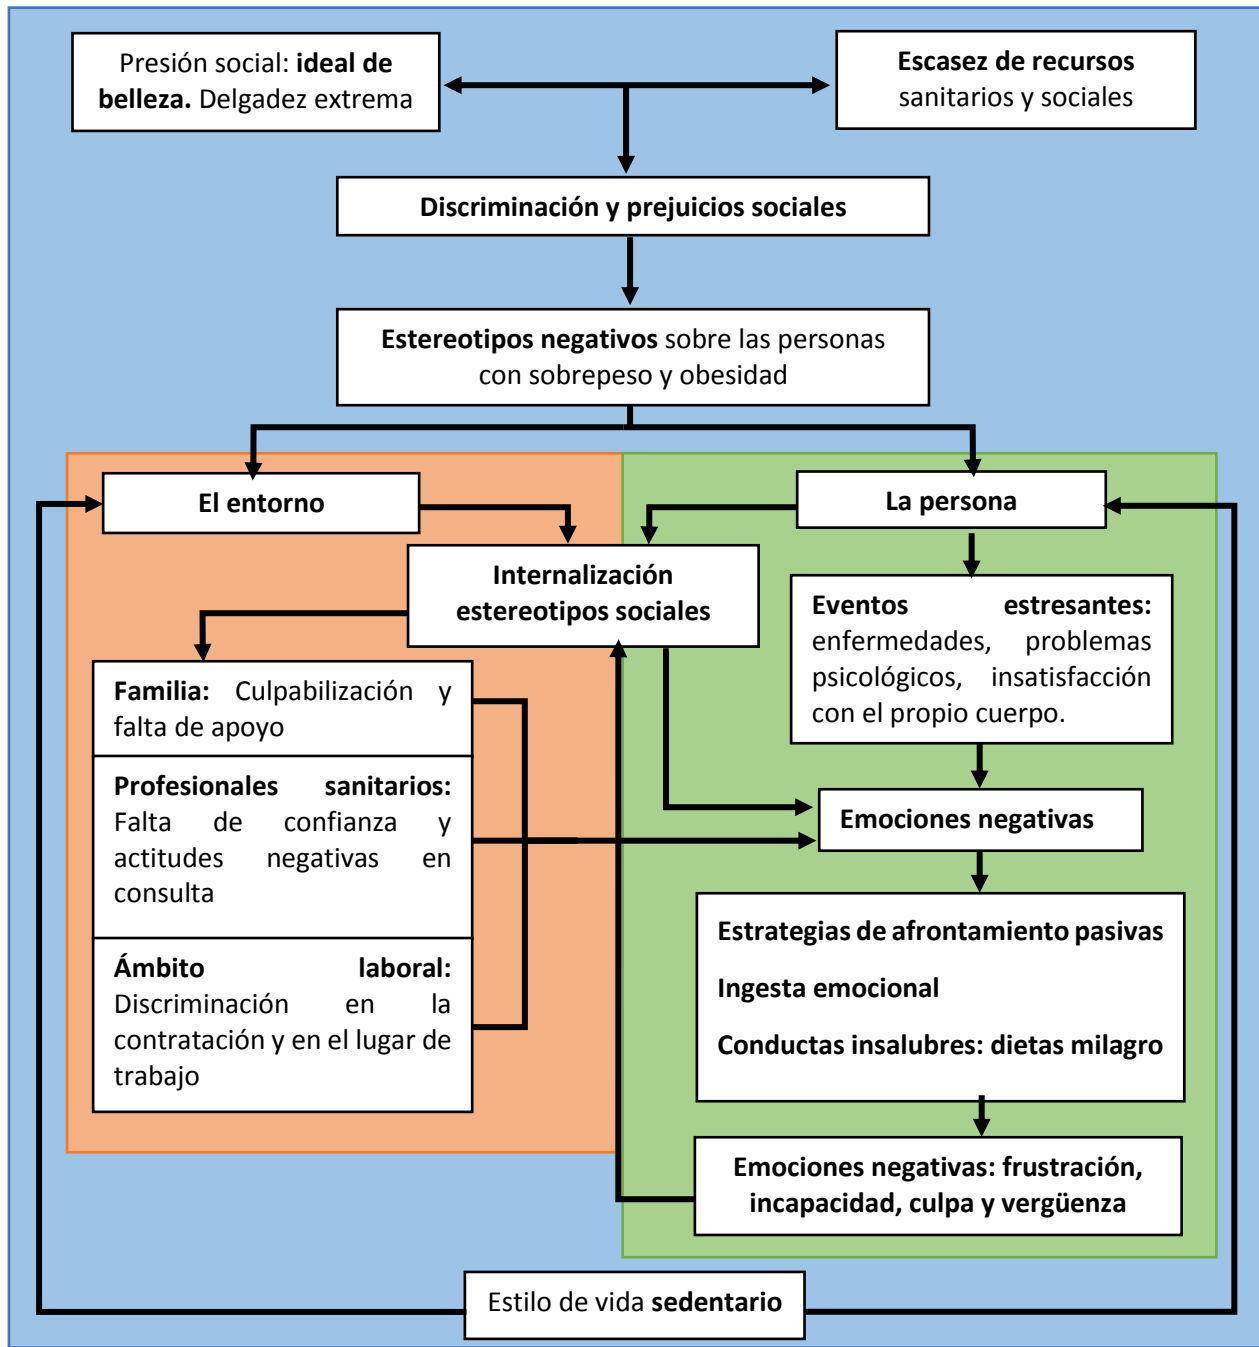 Presión social: ideal de
belleza. Delgadez extrema
Escasez de recursos
sanitarios y sociales
Discriminación y prejuicios sociales
Estereotipos negativos sobre las personas
con sobrepeso y obesidad
El entorno
La persona
Internalización
estereotipos sociales
Eventos estresantes:
enfermedades, problemas
psicológicos, insatisfacción
con el propio cuerpo.
Familia: Culpabilización y
falta de apoyo
Profesionales sanitarios:
Falta de confianza y
actitudes negativas en
consulta
Ámbito laboral:
Discriminación en la
contratación y en el lugar de
trabajo
Emociones negativas
Estrategias de afrontamiento pasivas
Ingesta emocional
Conductas insalubres: dietas milagro
Emociones negativas: frustración,
incapacidad, culpa y vergüenza
Estilo de vida sedentario